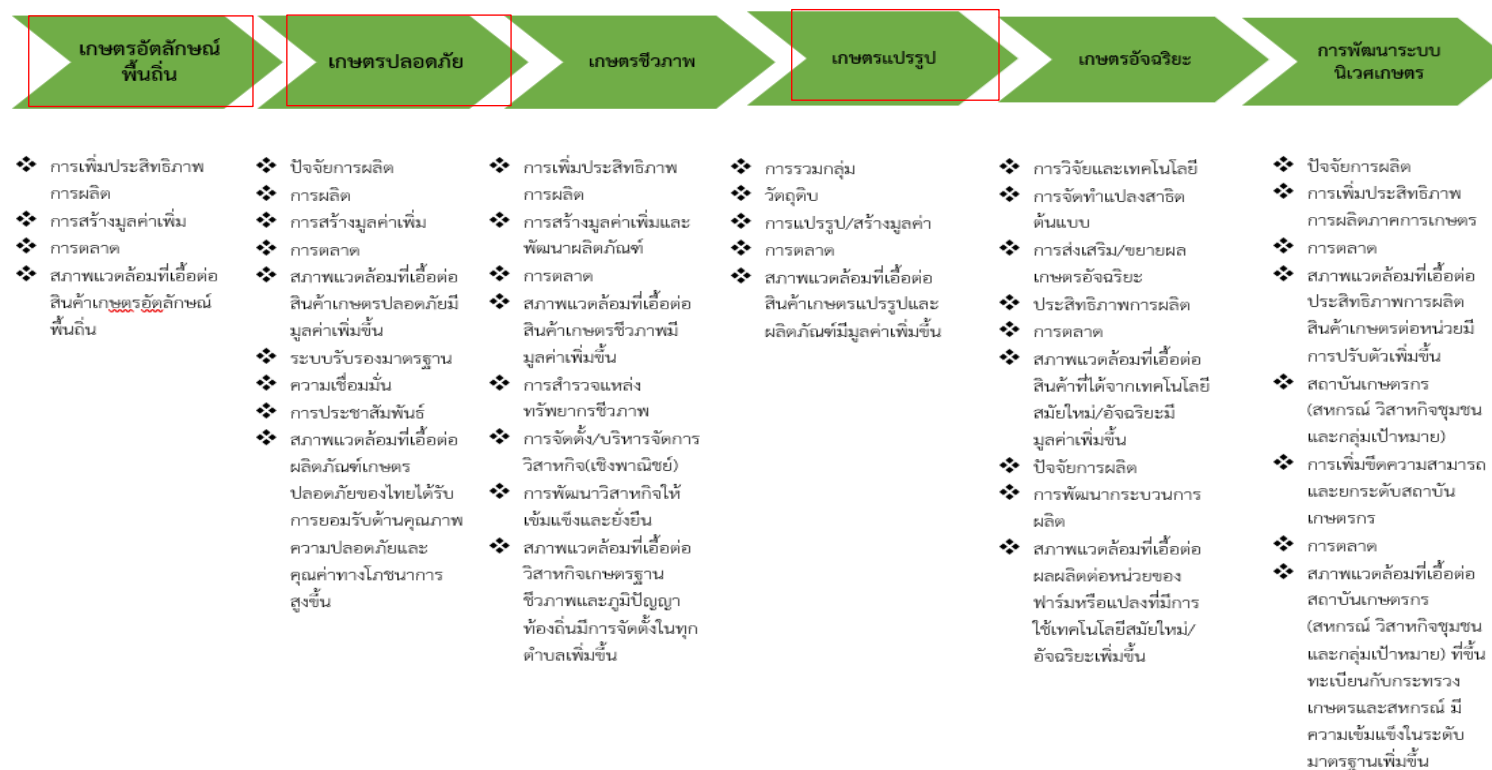 เกษตรอัตลักษณ์
พื้นถิ่น
เกษตรปลอดภัย
เกษตรชีวภาพ
เกษตรแปรรูป
เกษตรอัจฉริยะ
การพัฒนาระบบ
นิเวศเกษตร
❖ การเพิ่มประสิทธิภาพ
การผลิต
❖ การสร้างมูลค่าเพิ่ม
❖ การตลาด
❖ สภาพแวดล้อมที่เอื้อต่อ
สินค้าเกษตรอัตลักษณ์
พื้นถิ่น
❖ ปัจจัยการผลิต
❖ การผลิต
❖ การสร้างมูลค่าเพิ่ม
❖ การตลาด
❖ สภาพแวดล้อมที่เอื้อต่อ
สินค้าเกษตรปลอดภัยมี
มูลค่าเพิ่มขึ้น
❖ ระบบรับรองมาตรฐาน
❖ ความเชื่อมมั่น
❖ การประชาสัมพันธ์
❖ สภาพแวดล้อมที่เอื้อต่อ
ผลิตภัณฑ์เกษตร
ปลอดภัยของไทยได้รับ
การยอมรับด้านคุณภาพ
ความปลอดภัยและ
คุณค่าทางโภชนาการ
สูงขึ้น
❖ การเพิ่มประสิทธิภาพ
การผลิต
❖ การสร้างมูลค่าเพิ่มและ
พัฒนาผลิตภัณฑ์
❖ การตลาด
❖ สภาพแวดล้อมที่เอื้อต่อ
สินค้าเกษตรชีวภาพมี
มูลค่าเพิ่มขึ้น
❖ การสำรวจแหล่ง
ทรัพยากรชีวภาพ
❖ การจัดตั้ง/บริหารจัดการ
วิสาหกิจ(เชิงพาณิชย์)
❖ การพัฒนาวิสาหกิจให้
เข้มแข็งและยั่งยืน
❖ สภาพแวดล้อมที่เอื้อต่อ
วิสาหกิจเกษตรฐาน
ชีวภาพและภูมิปัญญา
ท้องถิ่นมีการจัดตั้งในทุก
ตำบลเพิ่มขึ้น
❖ การรวมกลุ่ม
❖ วัตถุดิบ
❖ การแปรรูป/สร้างมูลค่า
❖ การตลาด
❖ สภาพแวดล้อมที่เอื้อต่อ
สินค้าเกษตรแปรรูปและ
ผลิตภัณฑ์มีมูลค่าเพิ่มขึ้น
❖ การวิจัยและเทคโนโลยี
❖ การจัดทำแปลงสาธิต
ต้นแบบ
❖ การส่งเสริม/ขยายผล
เกษตรอัจฉริยะ
❖ ประสิทธิภาพการผลิต
❖ การตลาด
❖ สภาพแวดล้อมที่เอื้อต่อ
สินค้าที่ได้จากเทคโนโลยี
สมัยใหม่/อัจฉริยะมี
มูลค่าเพิ่มขึ้น
❖ ปัจจัยการผลิต
❖ การพัฒนากระบวนการ
ผลิต
❖ สภาพแวดล้อมที่เอื้อต่อ
ผลผลิตต่อหน่วยของ
ฟาร์มหรือแปลงที่มีการ
ใช้เทคโนโลยีสมัยใหม่/
อัจฉริยะเพิ่มขึ้น
❖ ปัจจัยการผลิต
❖ การเพิ่มประสิทธิภาพ
การผลิตภาคการเกษตร
❖ การตลาด
❖ สภาพแวดล้อมที่เอื้อต่อ
ประสิทธิภาพการผลิต
สินค้าเกษตรต่อหน่วยมี
การปรับตัวเพิ่มขึ้น
❖ สถาบันเกษตรกร
(สหกรณ์ วิสาหกิจชุมชน
และกลุ่มเป้าหมาย)
❖ การเพิ่มขีดความสามารถ
และยกระดับสถาบัน
เกษตรกร
❖ การตลาด
❖ สภาพแวดล้อมที่เอื้อต่อ
สถาบันเกษตรกร
(สหกรณ์ วิสาหกิจชุมชน
และกลุ่มเป้าหมาย) ที่ขึ้น
ทะเบียนกับกระทรวง
เกษตรและสหกรณ์ มี
ความเข้มแข็งในระดับ
มาตรฐานเพิ่มขึ้น